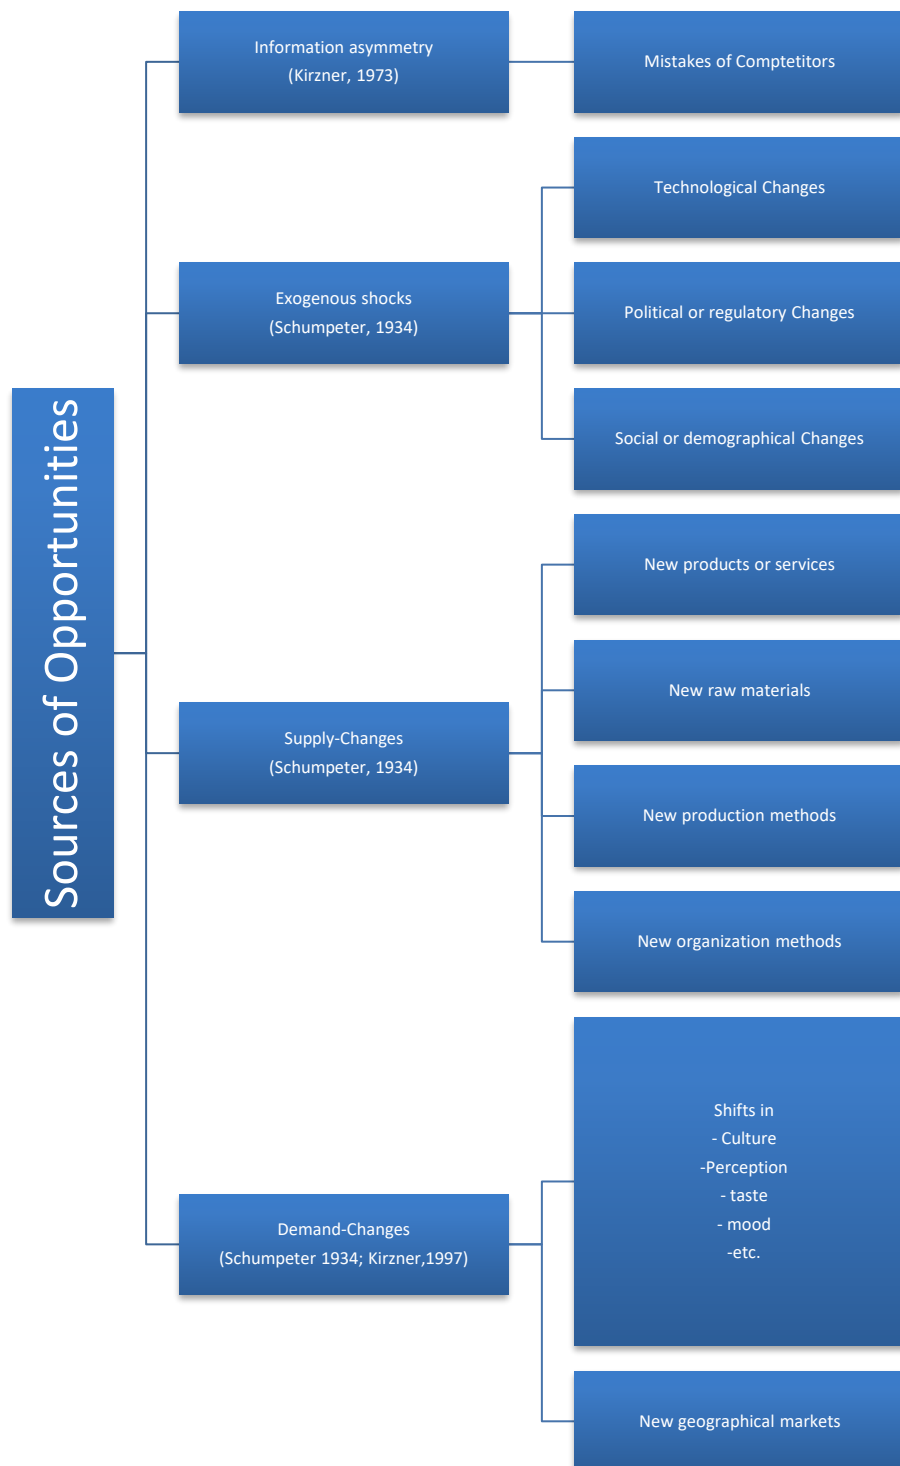 Sources of Opportunities
Information asymmetry
(Kirzner, 1973)
Mistakes of Comptetitors
Exogenous shocks
(Schumpeter, 1934)
Technological Changes
Political or regulatory Changes
Social or demographical Changes
Supply-Changes
(Schumpeter, 1934)
New products or services
New raw materials
New production methods
New organization methods
Demand-Changes
(Schumpeter 1934; Kirzner,1997)
Shifts in
- Culture
-Perception
- taste
- mood
-etc.
New geographical markets